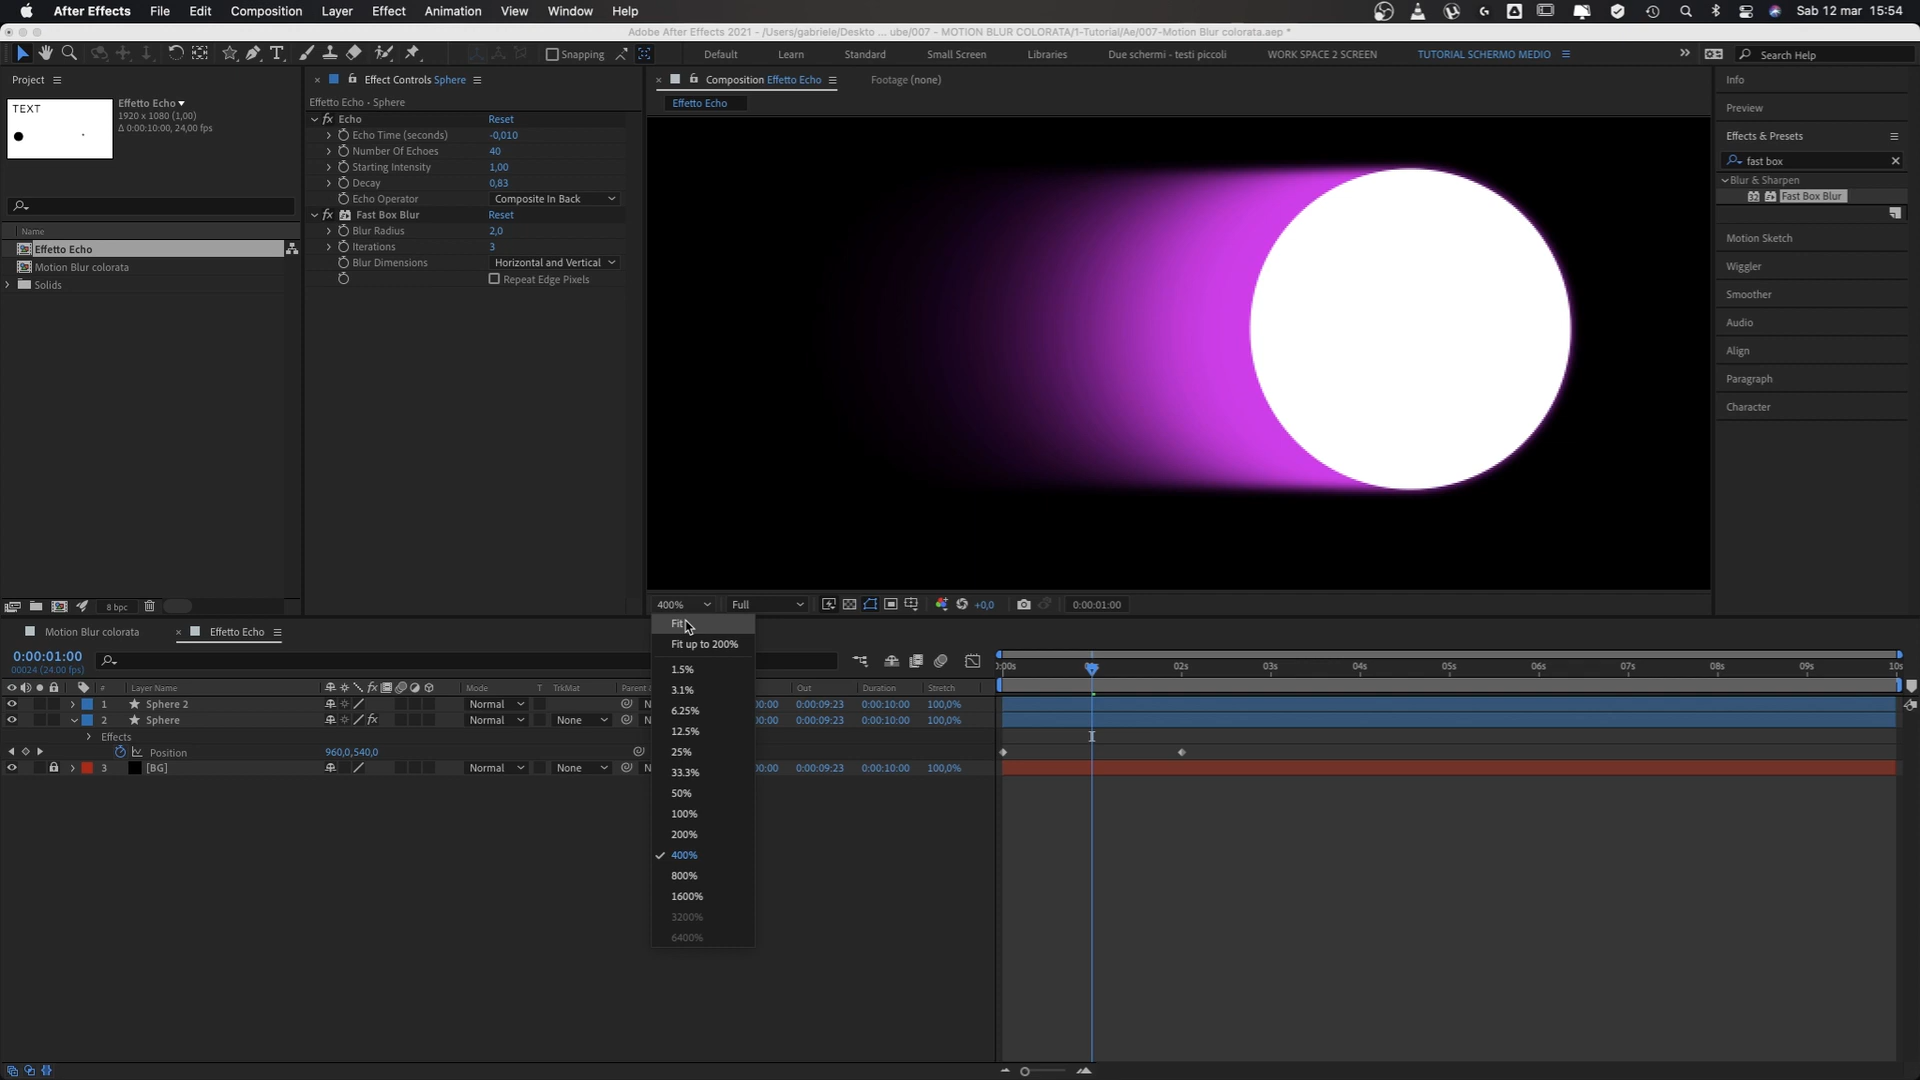 After Effects File Edit Composition Layer Effect Animation View Window Help Sab 12 mar 15:54
Adobe After Effects 2021 - /Users/gabriele/Deskto ... ube/007 - MOTION BLUR COLORATA/1-Tutorial/Ae/007-Motion Blur colorata.aep *
Snapping Default Learn Standard Small Screen Libraries Due schermi - testi piccoli WORK SPACE 2 SCREEN TUTORIAL SCHERMO MEDIO Search Help
Project
TEXT
Effetto Echo
1920 x 1080 (1,00)
Δ 0:00:10:00, 24,00 fps
Name
Effetto Echo
Motion Blur colorata
Solids
8 bpc
Effect Controls Sphere
Effetto Echo • Sphere
fx Echo Reset
Echo Time (seconds) -0,010
Number Of Echoes 40
Starting Intensity 1,00
Decay 0,83
Echo Operator Composite In Back
fx Fast Box Blur Reset
Blur Radius 2,0
Iterations 3
Blur Dimensions Horizontal and Vertical
Repeat Edge Pixels
Composition Effetto Echo Footage (none)
Effetto Echo
400% Full +0,0 0:00:01:00
Info
Preview
Effects & Presets
fast box
Blur & Sharpen
32 Fast Box Blur
Motion Sketch
Wiggler
Smoother
Audio
Align
Paragraph
Character
Motion Blur colorata Effetto Echo
0:00:01:00
00024 (24.00 fps)
# Layer Name fx Mode T TrkMat Parent Out Duration Stretch
1 Sphere 2 Normal 00:00 0:00:09:23 0:00:10:00 100,0%
2 Sphere fx Normal None 00:00 0:00:09:23 0:00:10:00 100,0%
Effects
Position 960,0,540,0
3 [BG] Normal None 00:00 0:00:09:23 0:00:10:00 100,0%
Fit
Fit up to 200%
1.5%
3.1%
6.25%
12.5%
25%
33.3%
50%
100%
200%
400%
800%
1600%
3200%
6400%
02s 03s 04s 05s 06s 07s 08s 09s 10s